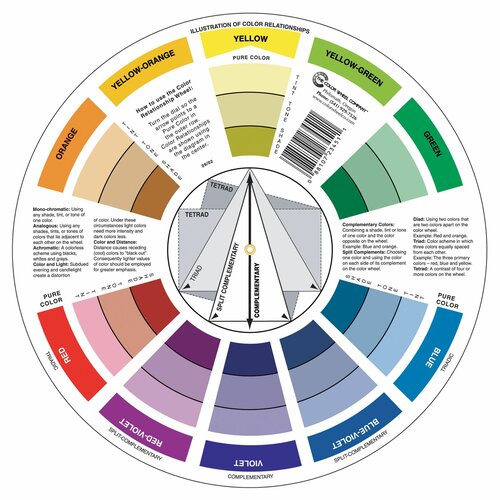 ILLUSTRATION OF COLOR RELATIONSHIPS
YELLOW
PURE COLOR
TINT TONE SHADE
YELLOW-ORANGE
YELLOW-GREEN
ORANGE
GREEN
TINT TONE SHADE
TINT TONE SHADE
How to use the Color
Relationship Wheel:
Turn the dial so the
arrow points to a
Pure Color in
the outer row.
Color Relationships
are shown using
the diagram in
the center.
THE COLOR WHEEL COMPANY
Philomath, Oregon
Mono-chromatic: Using
any shade, tint, or tone
of one color.
Analogous: Using any
shades, tints, or tones of
colors that lie adjacent to
each other on the wheel.
Achromatic: A colorless
scheme using blacks,
whites and grays.
Color and Light: Subdued
evening and candlelight
create a distortion
of color. Under these
circumstances light colors
need more intensity and
dark colors less.
Color and Distance:
Distance causes receding
(cool) colors to "black out".
Consequently lighter values
of color should be employed
for greater emphasis.
TETRAD
TETRAD
TRIAD
SPLIT COMPLEMENTARY
COMPLEMENTARY
Complementary Colors:
Combining a shade, tint or tone
of one color and the color
opposite on the wheel.
Example: Blue and orange.
Split Complements: Choosing
one color and using the color
on each side of its complement
on the color wheel.
Diad: Using two colors that
are two colors apart on the
color wheel.
Example: Red and orange.
Triad: Color scheme in which
three colors equally spaced
from each other are used.
Example: The three primary
colors – red, blue and yellow.
Tetrad: A contrast of four or
more colors on the wheel.
PURE
COLOR
SHADE TONE TINT
SHADE TONE TINT
PURE
COLOR
RED
BLUE
TRIADIC
TRIADIC
RED-VIOLET
VIOLET
BLUE-VIOLET
SPLIT-COMPLEMENTARY
COMPLEMENTARY
SPLIT-COMPLEMENTARY